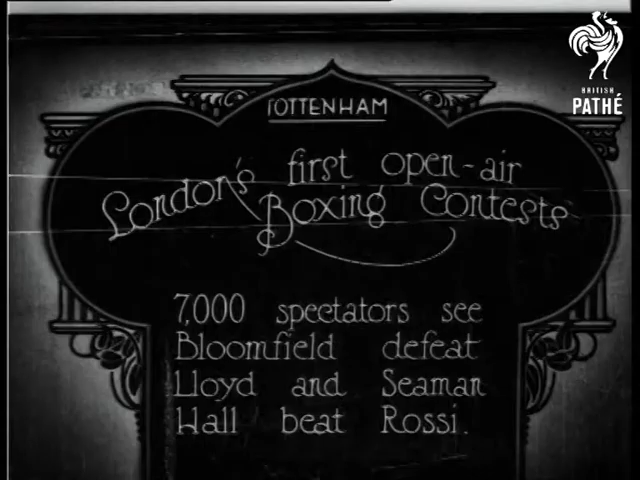 BRITISH
PATHÉ
TOTTENHAM
London's first open-air
Boxing Contests
7,000 spectators see
Bloomfield defeat
Lloyd and Seaman
Hall beat Rossi.